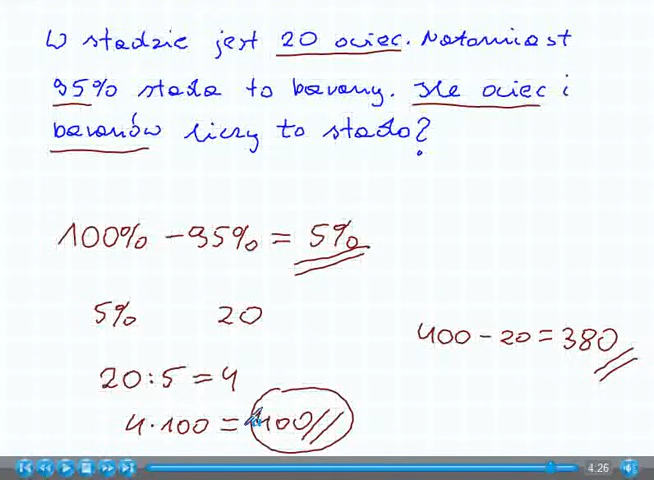 W stadzie jest 20 owiec. Natomiast
95% stada to barany. Ile owiec i
baranów liczy to stado?
100% - 95% = 5%
5% 20
400 - 20 = 380
20 : 5 = 4
4 · 100 = 400
4:26